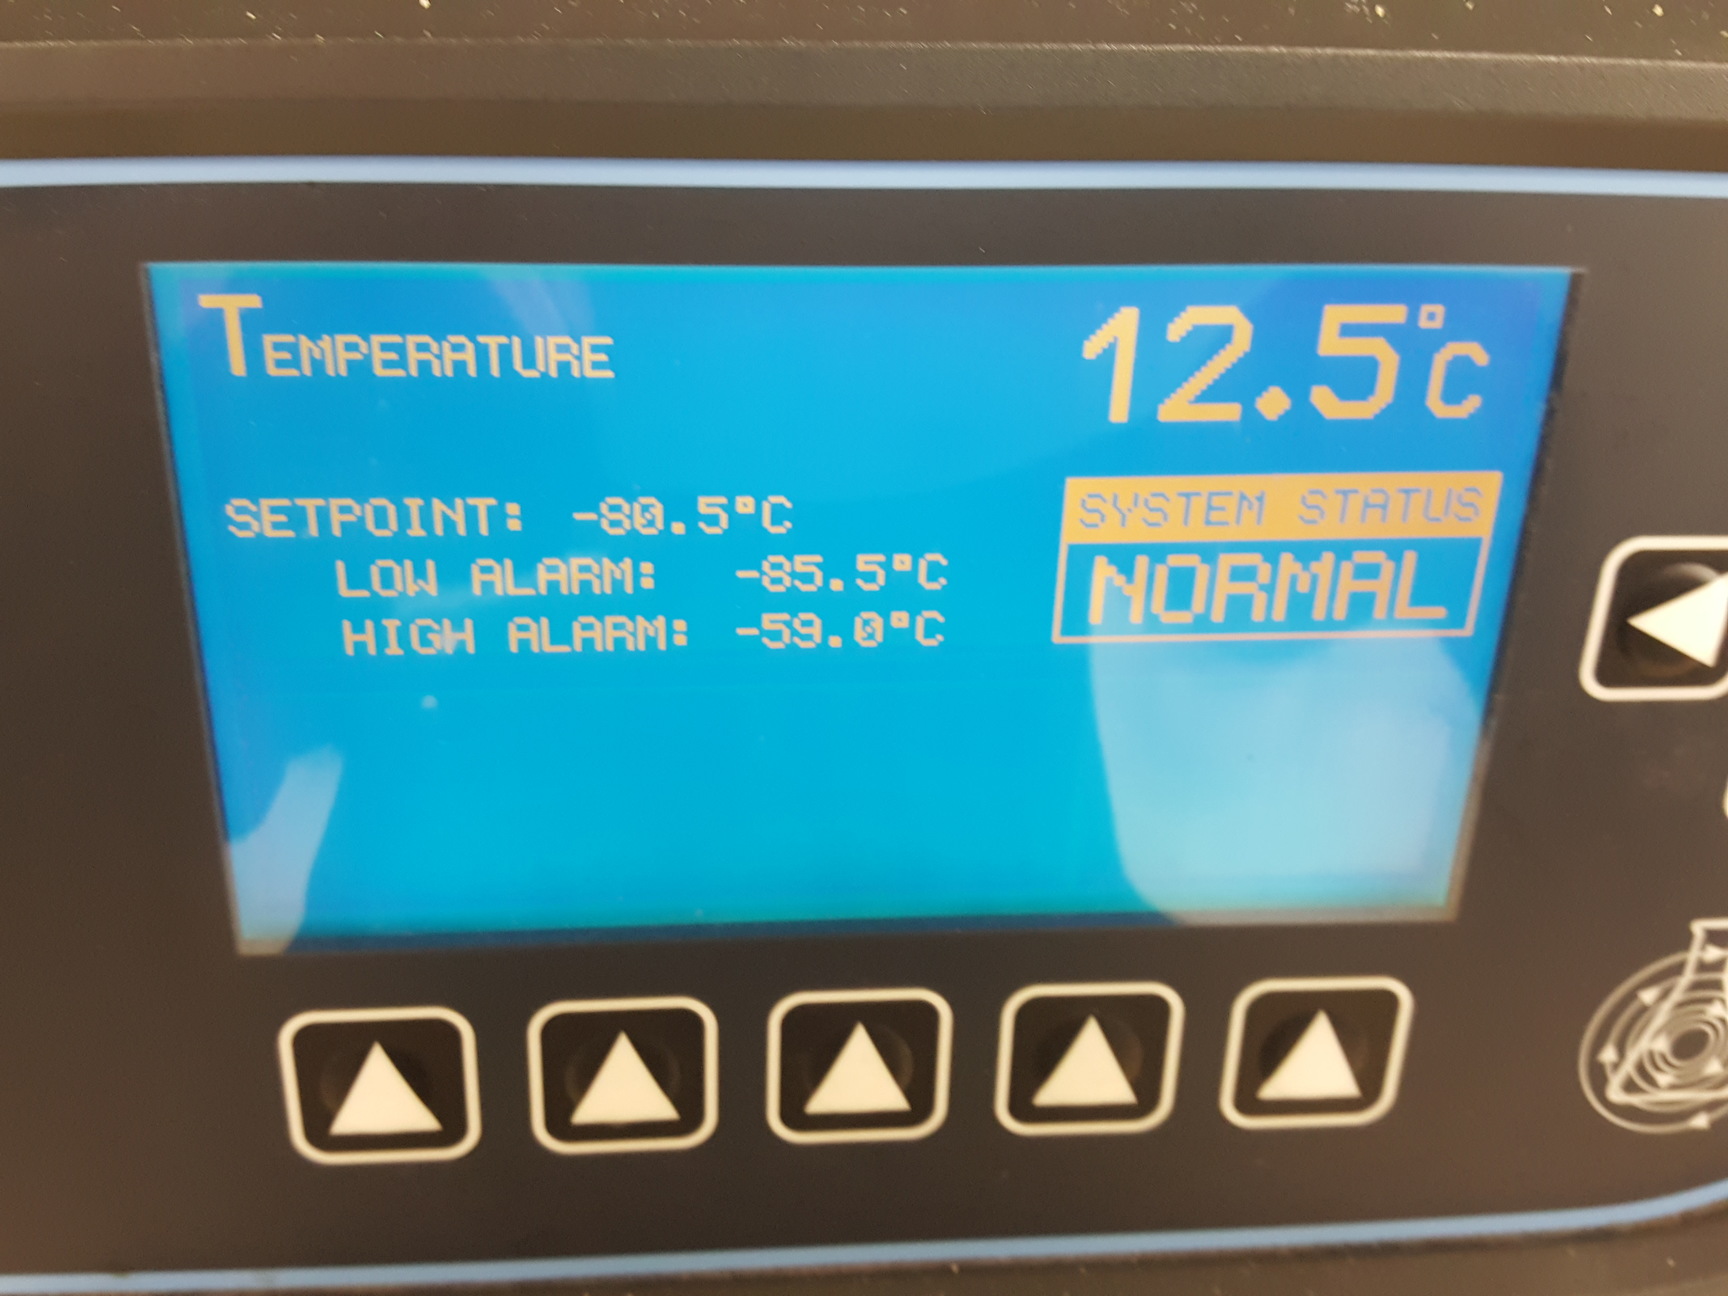 TEMPERATURE 12.5°C
SETPOINT: -80.5°C
LOW ALARM: -85.5°C
HIGH ALARM: -59.0°C
SYSTEM STATUS
NORMAL